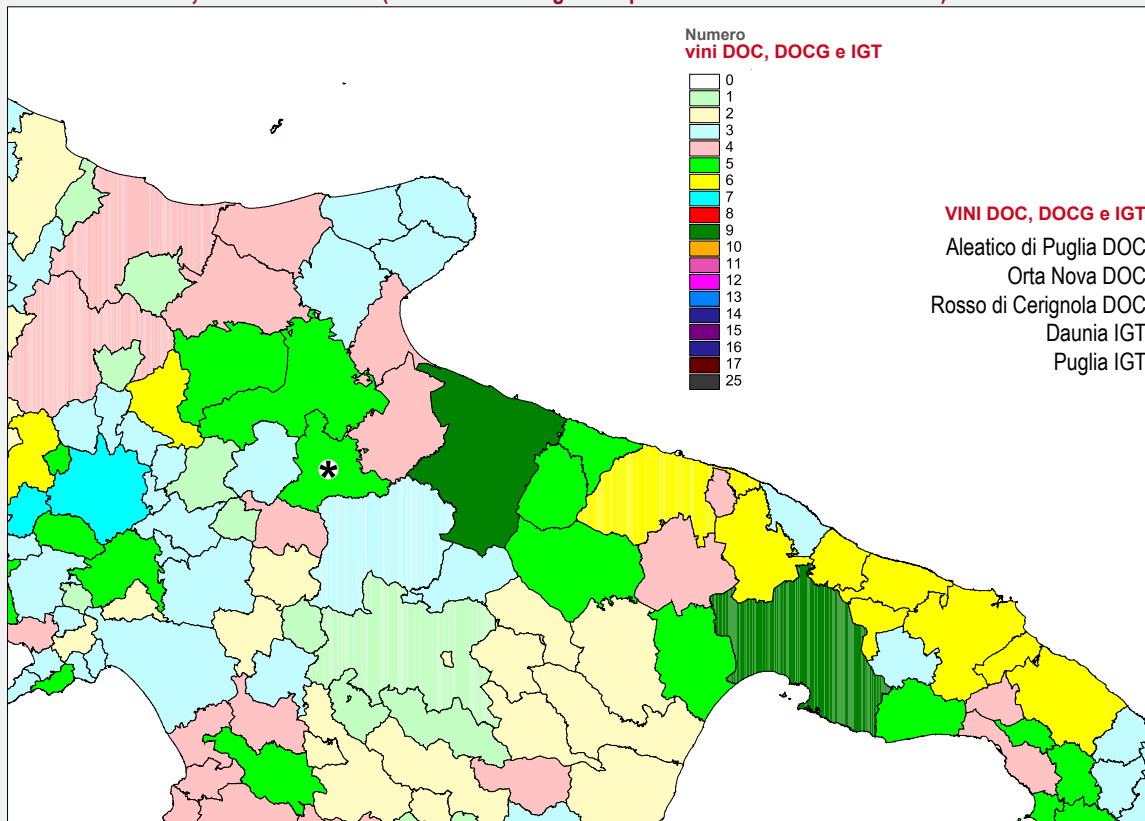 Numero
vini DOC, DOCG e IGT
0
1
2
3
4
5
6
7
8
9
10
11
12
13
14
15
16
17
25
VINI DOC, DOCG e IGT
Aleatico di Puglia DOC
Orta Nova DOC
Rosso di Cerignola DOC
Daunia IGT
Puglia IGT
*